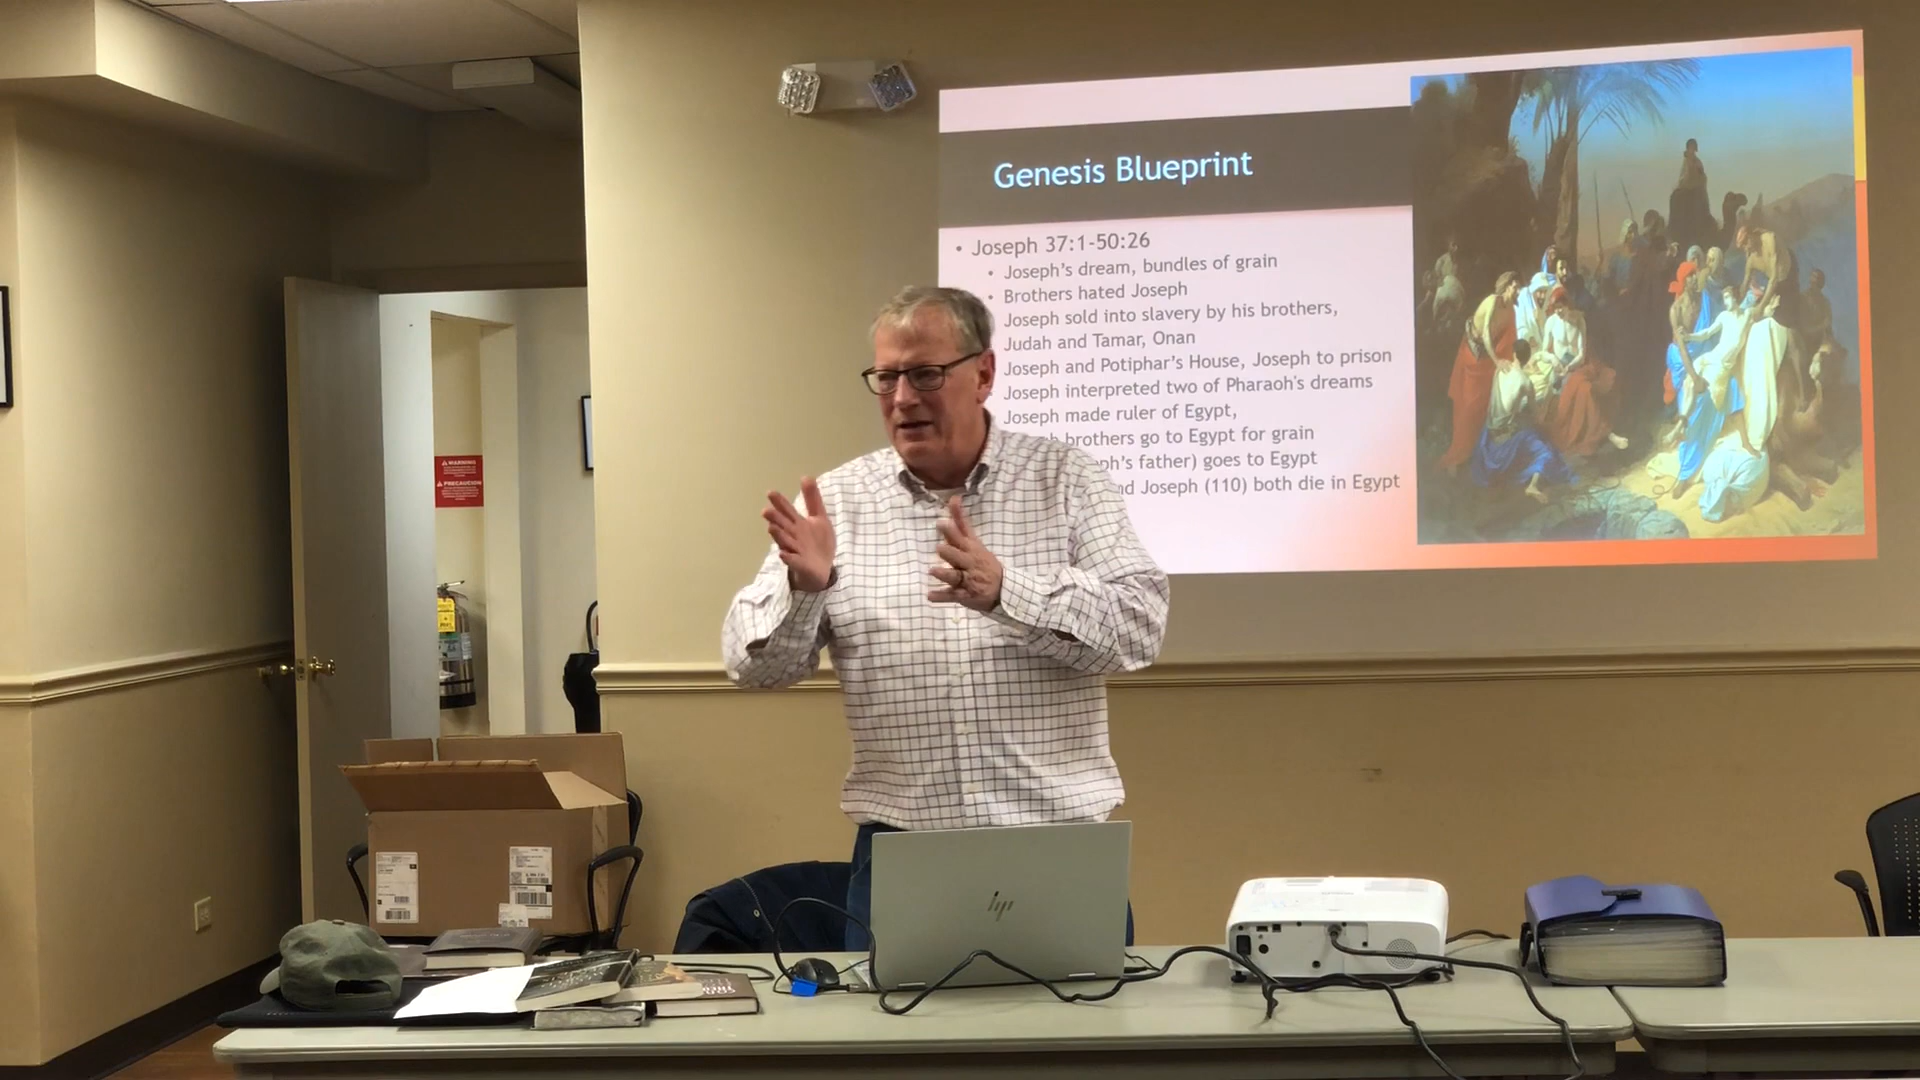 Genesis Blueprint
• Joseph 37:1-50:26
• Joseph's dream, bundles of grain
• Brothers hated Joseph
Joseph sold into slavery by his brothers,
Judah and Tamar, Onan
Joseph and Potiphar's House, Joseph to prison
Joseph interpreted two of Pharaoh's dreams
Joseph made ruler of Egypt,
brothers go to Egypt for grain
father) goes to Egypt
Joseph (110) both die in Egypt
WARNING
PRECAUCION
hp